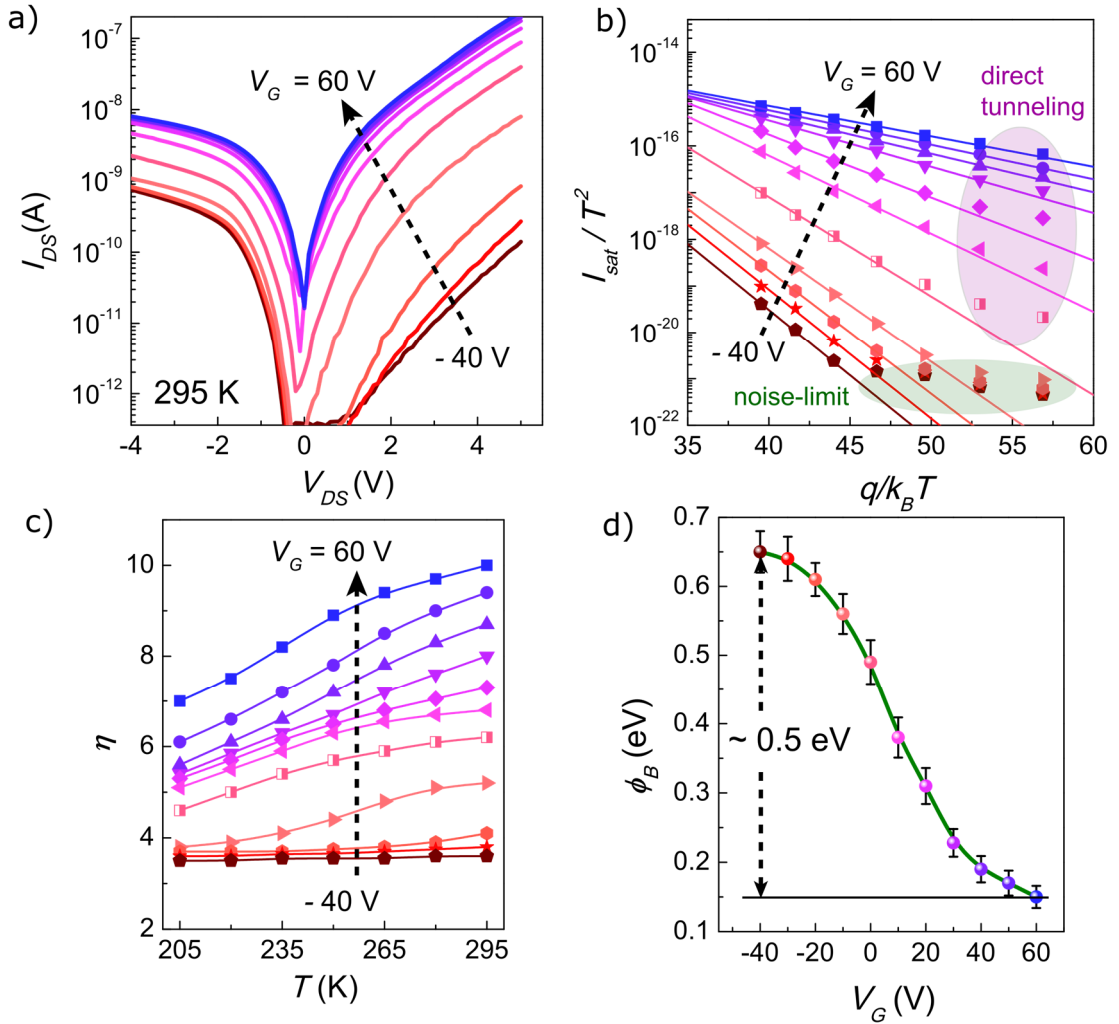 a)
10⁻⁷
10⁻⁸
10⁻⁹
10⁻¹⁰
10⁻¹¹
10⁻¹²
I_DS (A)
V_G = 60 V
- 40 V
295 K
-4 -2 0 2 4
V_DS (V)
b)
10⁻¹⁴
10⁻¹⁶
10⁻¹⁸
10⁻²⁰
10⁻²²
I_sat / T²
V_G = 60 V
direct
tunneling
- 40 V
noise-limit
35 40 45 50 55 60
q/k_BT
c)
10
8
6
4
2
η
V_G = 60 V
- 40 V
205 235 265 295
T (K)
d)
0.7
0.6
0.5
0.4
0.3
0.2
0.1
ϕ_B (eV)
~ 0.5 eV
-40 -20 0 20 40 60
V_G (V)